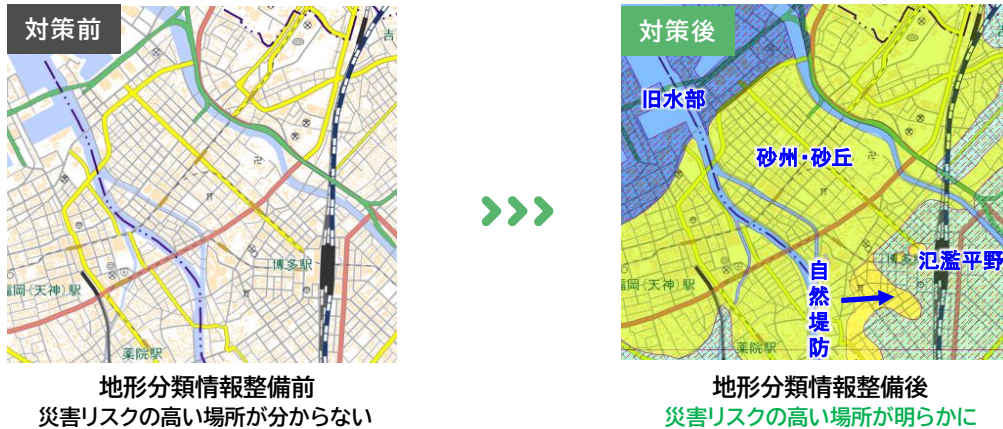 対策前
吉
博多駅
福岡(天神)駅
薬院駅
地形分類情報整備前
災害リスクの高い場所が分からない
対策後
旧水部
砂州・砂丘
氾濫平野
自然堤防
薬院駅
地形分類情報整備後
災害リスクの高い場所が明らかに